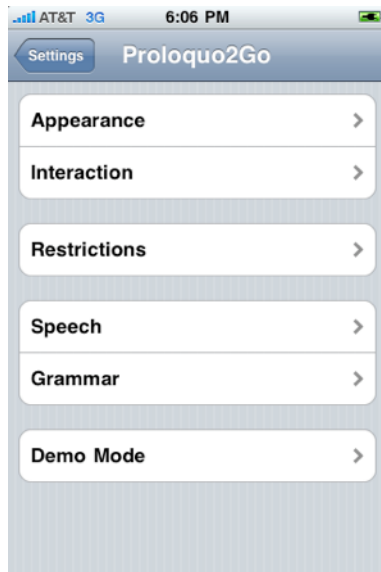 AT&T 3G 6:06 PM
Settings Proloquo2Go
Appearance
Interaction
Restrictions
Speech
Grammar
Demo Mode